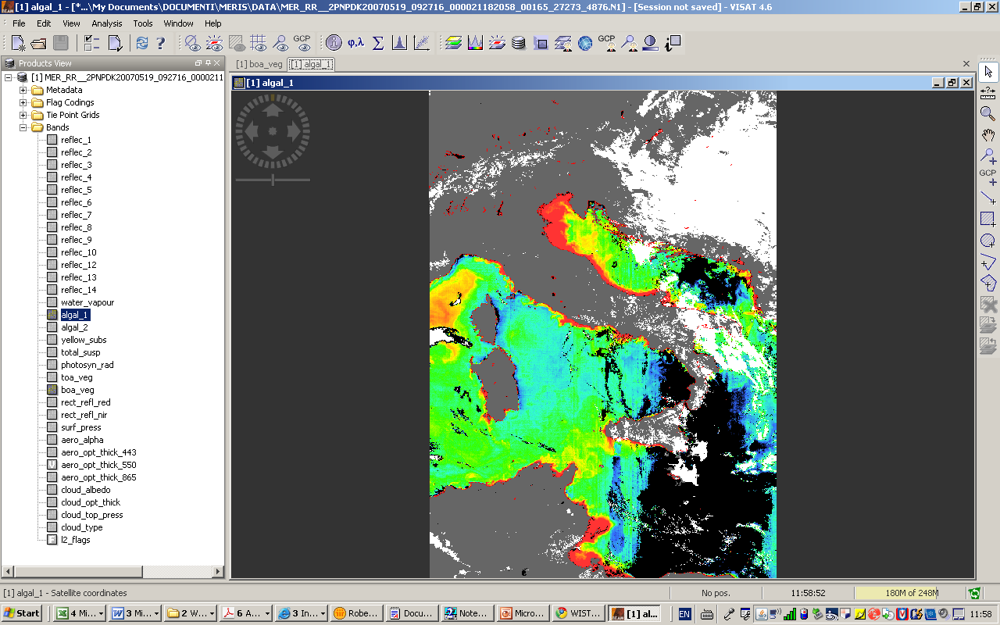 [1] algal_1 - [*...\My Documents\DOCUMENTI\MERIS\DATA\MER_RR__2PNPDK20070519_092716_000021182058_00165_27273_4876.N1] - [Session not saved] - VISAT 4.6
File Edit View Analysis Tools Window Help
GCP φ,λ Σ GCP
Products View
[1] boa_veg [1] algal_1
[1] MER_RR__2PNPDK20070519_092716_0000211
[1] algal_1
Metadata
Flag Codings
Tie Point Grids
Bands
reflec_1
reflec_2
reflec_3
reflec_4
reflec_5
reflec_6
reflec_7
reflec_8
reflec_9
reflec_10
reflec_12
reflec_13
reflec_14
water_vapour
algal_1
algal_2
yellow_subs
total_susp
photosyn_rad
toa_veg
boa_veg
rect_refl_red
rect_refl_nir
surf_press
aero_alpha
aero_opt_thick_443
aero_opt_thick_550
aero_opt_thick_865
cloud_albedo
cloud_opt_thick
cloud_top_press
cloud_type
l2_flags
GCP
[1] algal_1 - Satellite coordinates No pos. 11:58:52 180M of 248M
Start 4 Mi... 3 Mi... 2 W... 6 A... 3 In... Robe... Docu... Note... Micro... WIST... [1] al... EN 11:58